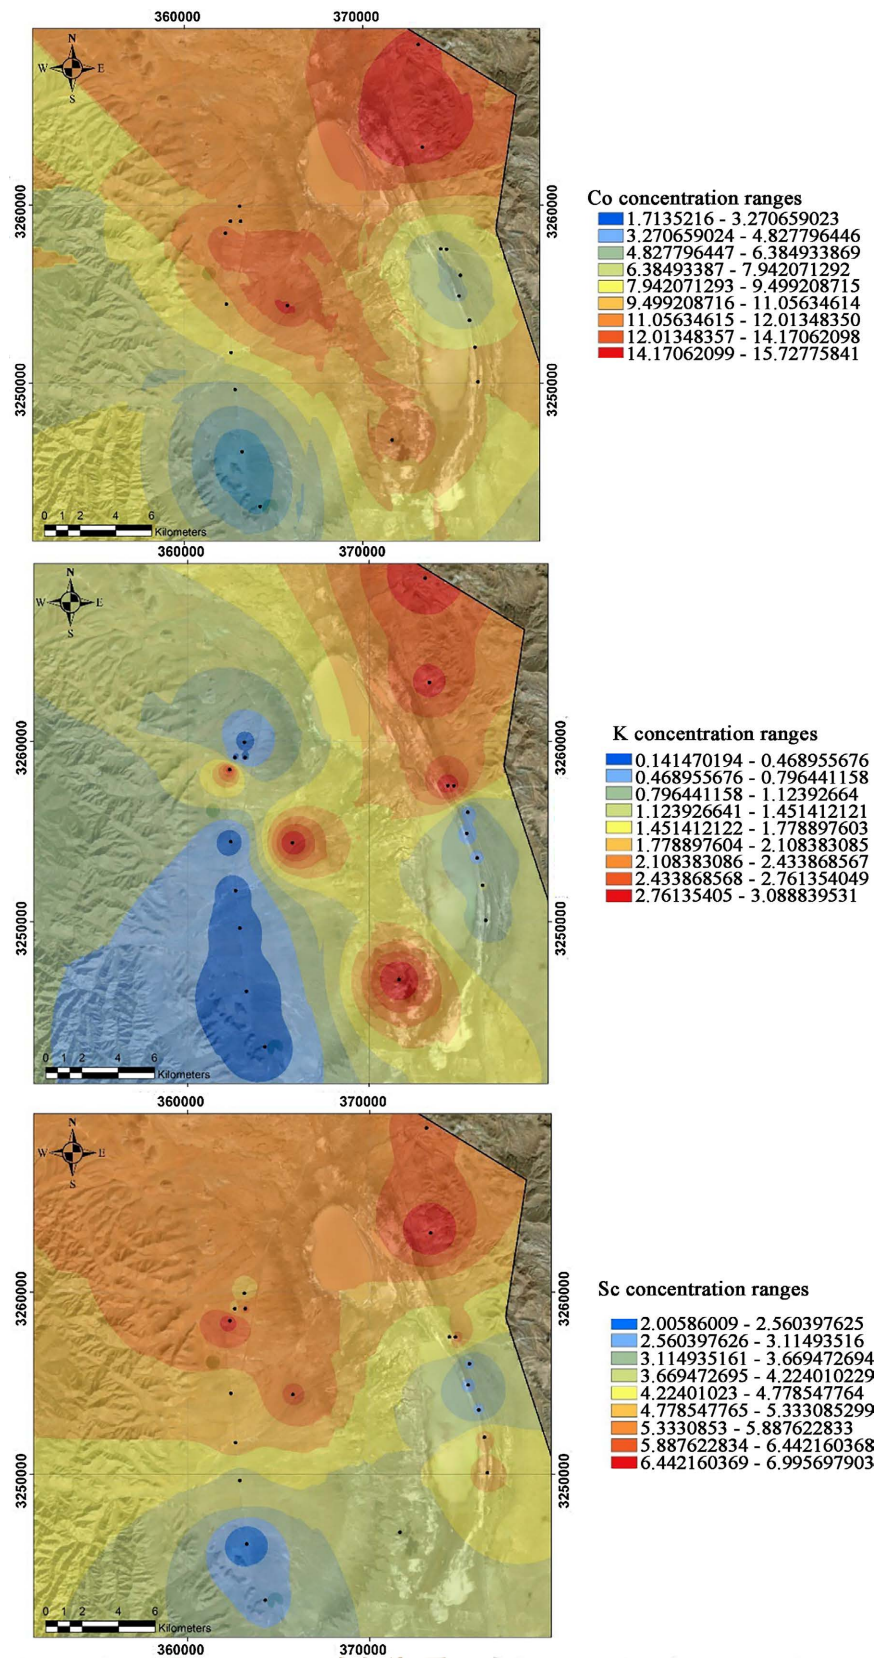 360000 370000
N
W E
S
3260000 3260000
3250000 3250000
0 1 2 4 6
Kilometers
360000 370000
Co concentration ranges
1.7135216 - 3.270659023
3.270659024 - 4.827796446
4.827796447 - 6.384933869
6.38493387 - 7.942071292
7.942071293 - 9.499208715
9.499208716 - 11.05634614
11.05634615 - 12.01348350
12.01348357 - 14.17062098
14.17062099 - 15.72775841
N
W E
S
3260000 3260000
3250000 3250000
0 1 2 4 6
Kilometers
360000 370000
K concentration ranges
0.141470194 - 0.468955676
0.468955676 - 0.796441158
0.796441158 - 1.12392664
1.123926641 - 1.451412121
1.451412122 - 1.778897603
1.778897604 - 2.108383085
2.108383086 - 2.433868567
2.433868568 - 2.761354049
2.76135405 - 3.088839531
N
W E
S
3260000 3260000
3250000 3250000
0 1 2 4 6
Kilometers
360000 370000
Sc concentration ranges
2.00586009 - 2.560397625
2.560397626 - 3.11493516
3.114935161 - 3.669472694
3.669472695 - 4.224010229
4.22401023 - 4.778547764
4.778547765 - 5.333085299
5.3330853 - 5.887622833
5.887622834 - 6.442160368
6.442160369 - 6.995697903